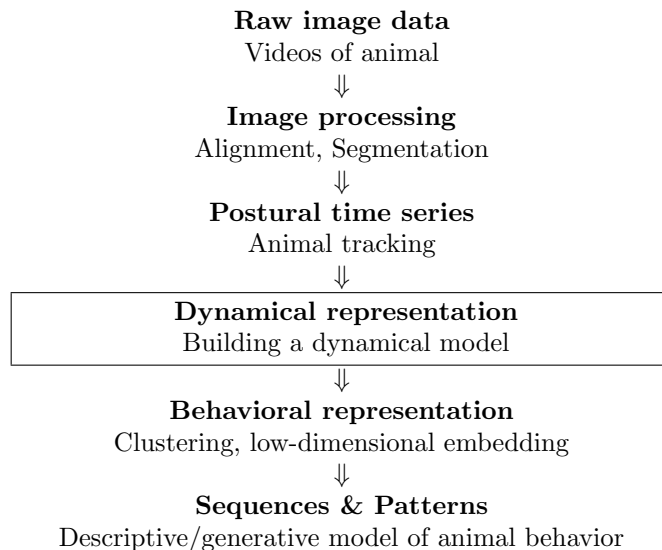 Raw image data
Videos of animal
⇓
Image processing
Alignment, Segmentation
⇓
Postural time series
Animal tracking
⇓
Dynamical representation
Building a dynamical model
⇓
Behavioral representation
Clustering, low-dimensional embedding
⇓
Sequences & Patterns
Descriptive/generative model of animal behavior